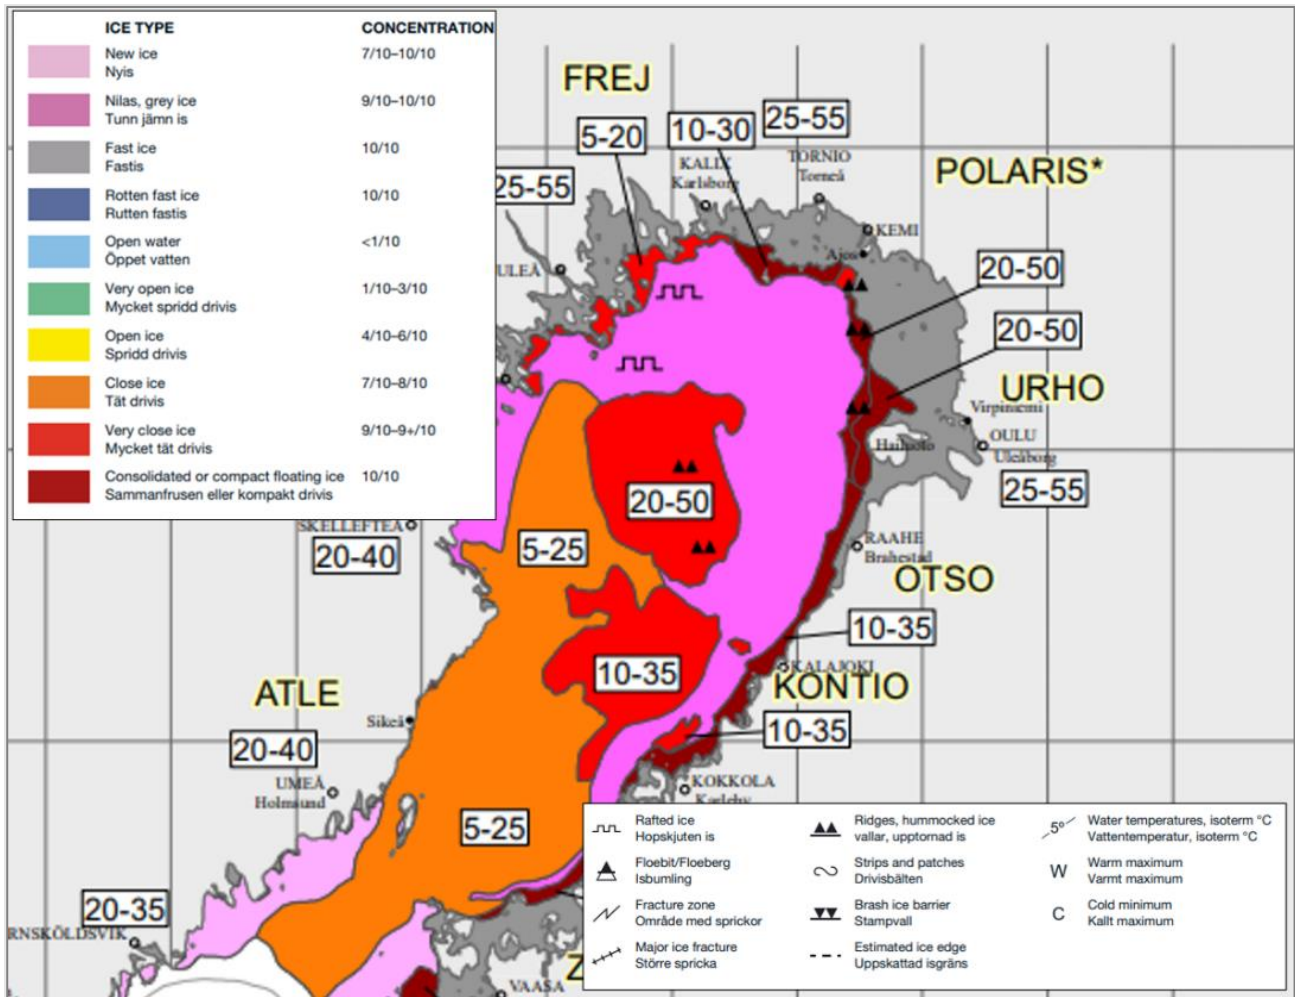 ICE TYPE CONCENTRATION
New ice 7/10–10/10
Nyis
Nilas, grey ice 9/10–10/10
Tunn jämn is
Fast ice 10/10
Fastis
Rotten fast ice 10/10
Rutten fastis
Open water <1/10
Öppet vatten
Very open ice 1/10–3/10
Mycket spridd drivis
Open ice 4/10–6/10
Spridd drivis
Close ice 7/10–8/10
Tät drivis
Very close ice 9/10–9+/10
Mycket tät drivis
Consolidated or compact floating ice 10/10
Sammanfrusen eller kompakt drivis
FREJ
5-20
10-30
25-55
KALIX
Karlsborg
TORNIO
Torneå
POLARIS*
25-55
KEMI
Ajos
ULEÅ
20-50
20-50
URHO
Virpiniemi
OULU
Uleåborg
Hailuoto
25-55
20-50
SKELLEFTEÅ
20-40
5-25
RAAHE
Brahestad
OTSO
10-35
10-35
KALAJOKI
KONTIO
ATLE
Sikeå
20-40
10-35
UMEÅ
Holmsund
KOKKOLA
Karleby
5-25
20-35
RNSKÖLDSVIK
Z
VAASA
Rafted ice
Hopskjuten is
Floebit/Floeberg
Isbumling
Fracture zone
Område med sprickor
Major ice fracture
Större spricka
Ridges, hummocked ice
vallar, upptornad is
Strips and patches
Drivisbälten
Brash ice barrier
Stampvall
Estimated ice edge
Uppskattad isgräns
5° Water temperatures, isoterm °C
Vattentemperatur, isoterm °C
W Warm maximum
Varmt maximum
C Cold minimum
Kallt maximum